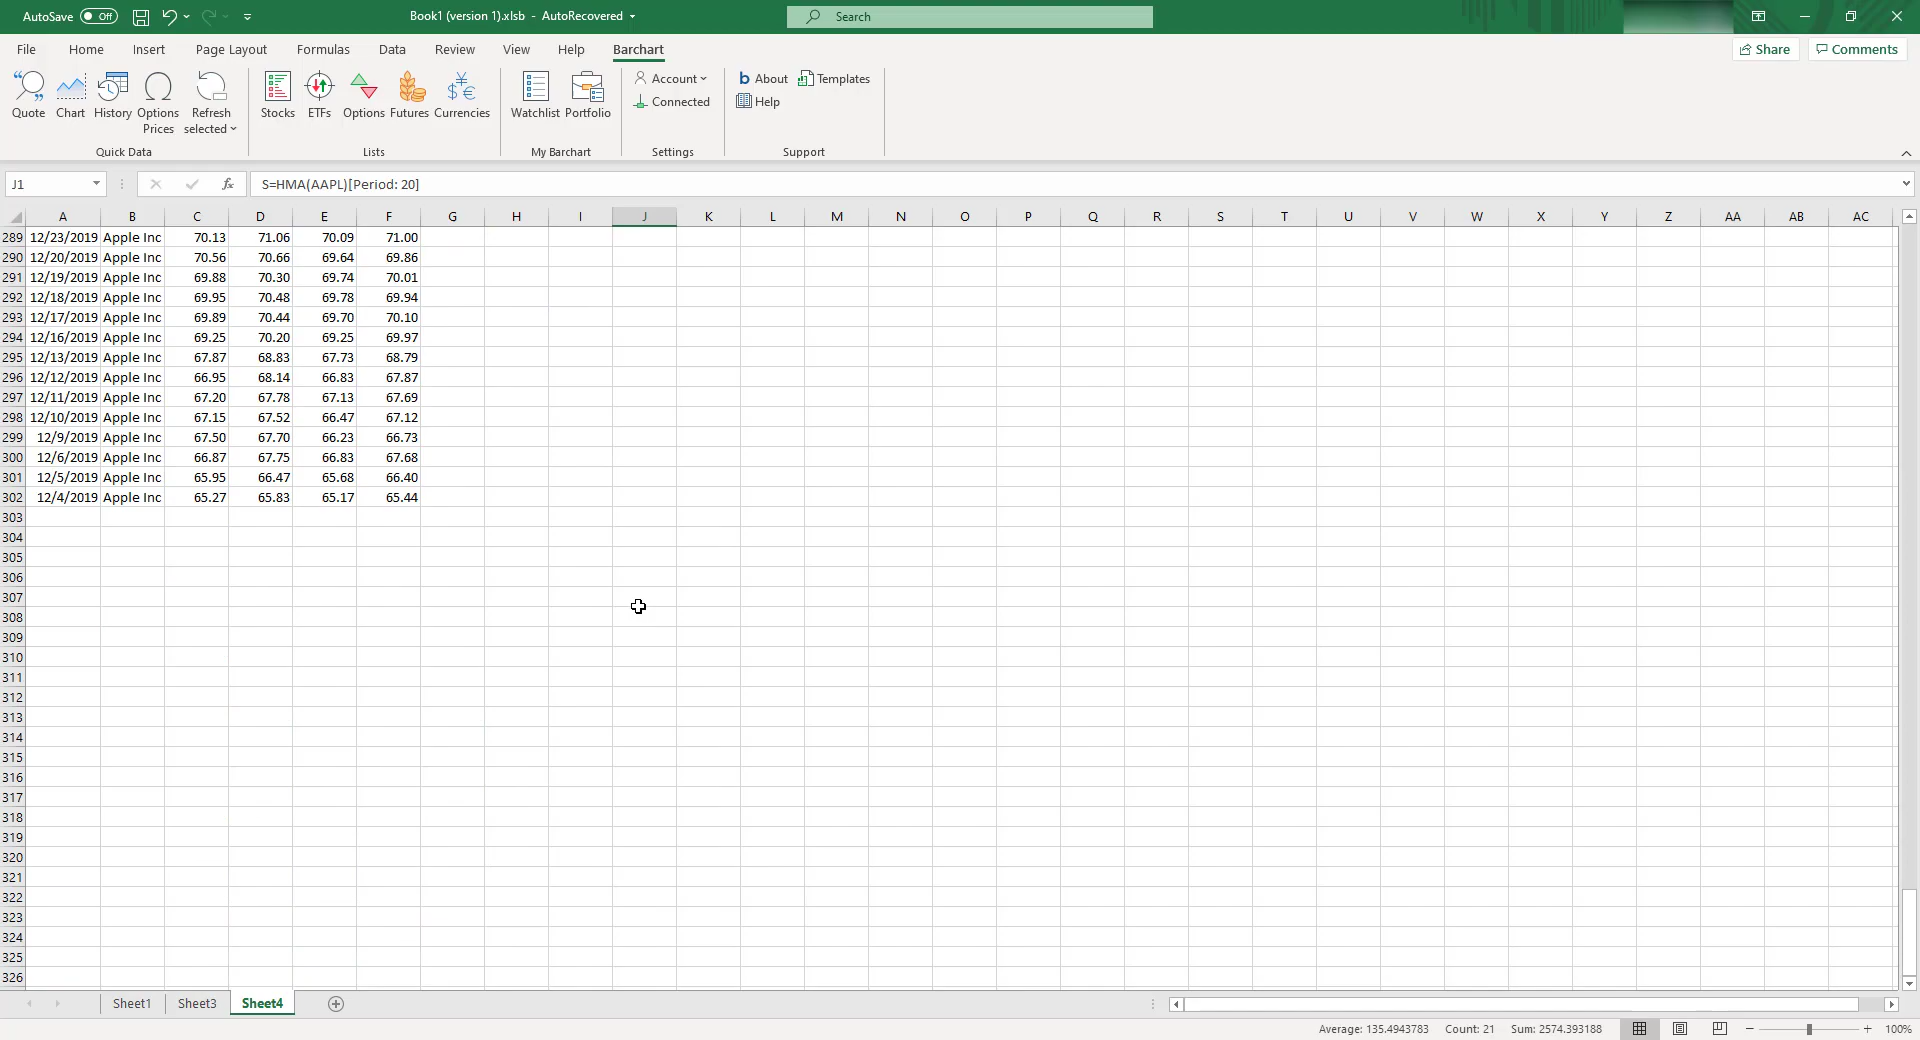 AutoSave Off Book1 (version 1).xlsb - AutoRecovered Search
File Home Insert Page Layout Formulas Data Review View Help Barchart Share Comments
Quote Chart History Options Prices Refresh selected Stocks ETFs Options Futures Currencies Watchlist Portfolio Account Connected b About Templates Help
Quick Data Lists My Barchart Settings Support
J1 fx S=HMA(AAPL)[Period: 20]
A B C D E F G H I J K L M N O P Q R S T U V W X Y Z AA AB AC
289 12/23/2019 Apple Inc 70.13 71.06 70.09 71.00
290 12/20/2019 Apple Inc 70.56 70.66 69.64 69.86
291 12/19/2019 Apple Inc 69.88 70.30 69.74 70.01
292 12/18/2019 Apple Inc 69.95 70.48 69.78 69.94
293 12/17/2019 Apple Inc 69.89 70.44 69.70 70.10
294 12/16/2019 Apple Inc 69.25 70.20 69.25 69.97
295 12/13/2019 Apple Inc 67.87 68.83 67.73 68.79
296 12/12/2019 Apple Inc 66.95 68.14 66.83 67.87
297 12/11/2019 Apple Inc 67.20 67.78 67.13 67.69
298 12/10/2019 Apple Inc 67.15 67.52 66.47 67.12
299 12/9/2019 Apple Inc 67.50 67.70 66.23 66.73
300 12/6/2019 Apple Inc 66.87 67.75 66.83 67.68
301 12/5/2019 Apple Inc 65.95 66.47 65.68 66.40
302 12/4/2019 Apple Inc 65.27 65.83 65.17 65.44
303
304
305
306
307
308
309
310
311
312
313
314
315
316
317
318
319
320
321
322
323
324
325
326
Sheet1 Sheet3 Sheet4
Average: 135.4943783 Count: 21 Sum: 2574.393188 100%